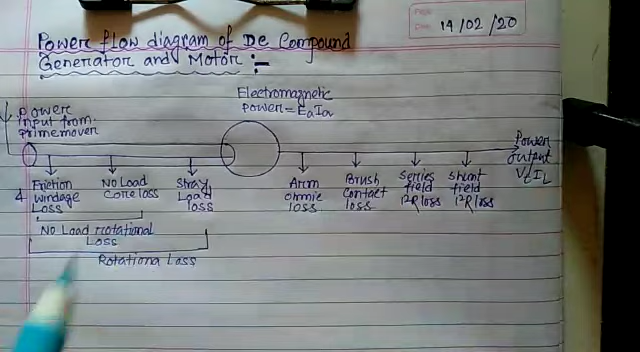 14/02/20
Power flow diagram of Dc Compound
Generator and Motor :-
Electromagnetic
power = EaIa
Power
input from
primemover
Power
output
VLIL
Friction
windage
Loss
No Load
Core loss
Stray
Load
loss
Arm
ohmic
loss
Brush
Contact
loss
Series
field
I²R loss
Shunt
field
I²R loss
4
No Load rotational
Loss
Rotational Loss